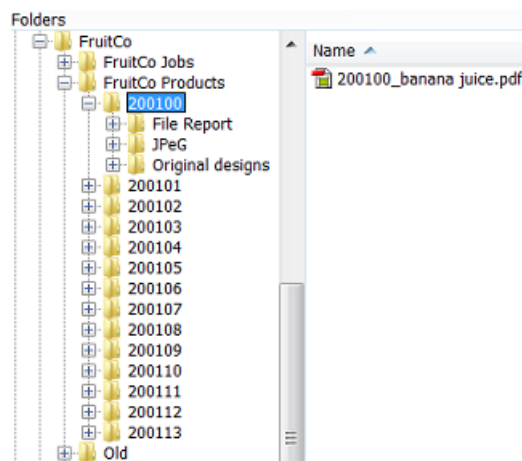 Folders
FruitCo
FruitCo Jobs
FruitCo Products
200100
File Report
JPeG
Original designs
200101
200102
200103
200104
200105
200106
200107
200108
200109
200110
200111
200112
200113
Old
Name
200100_banana juice.pdf